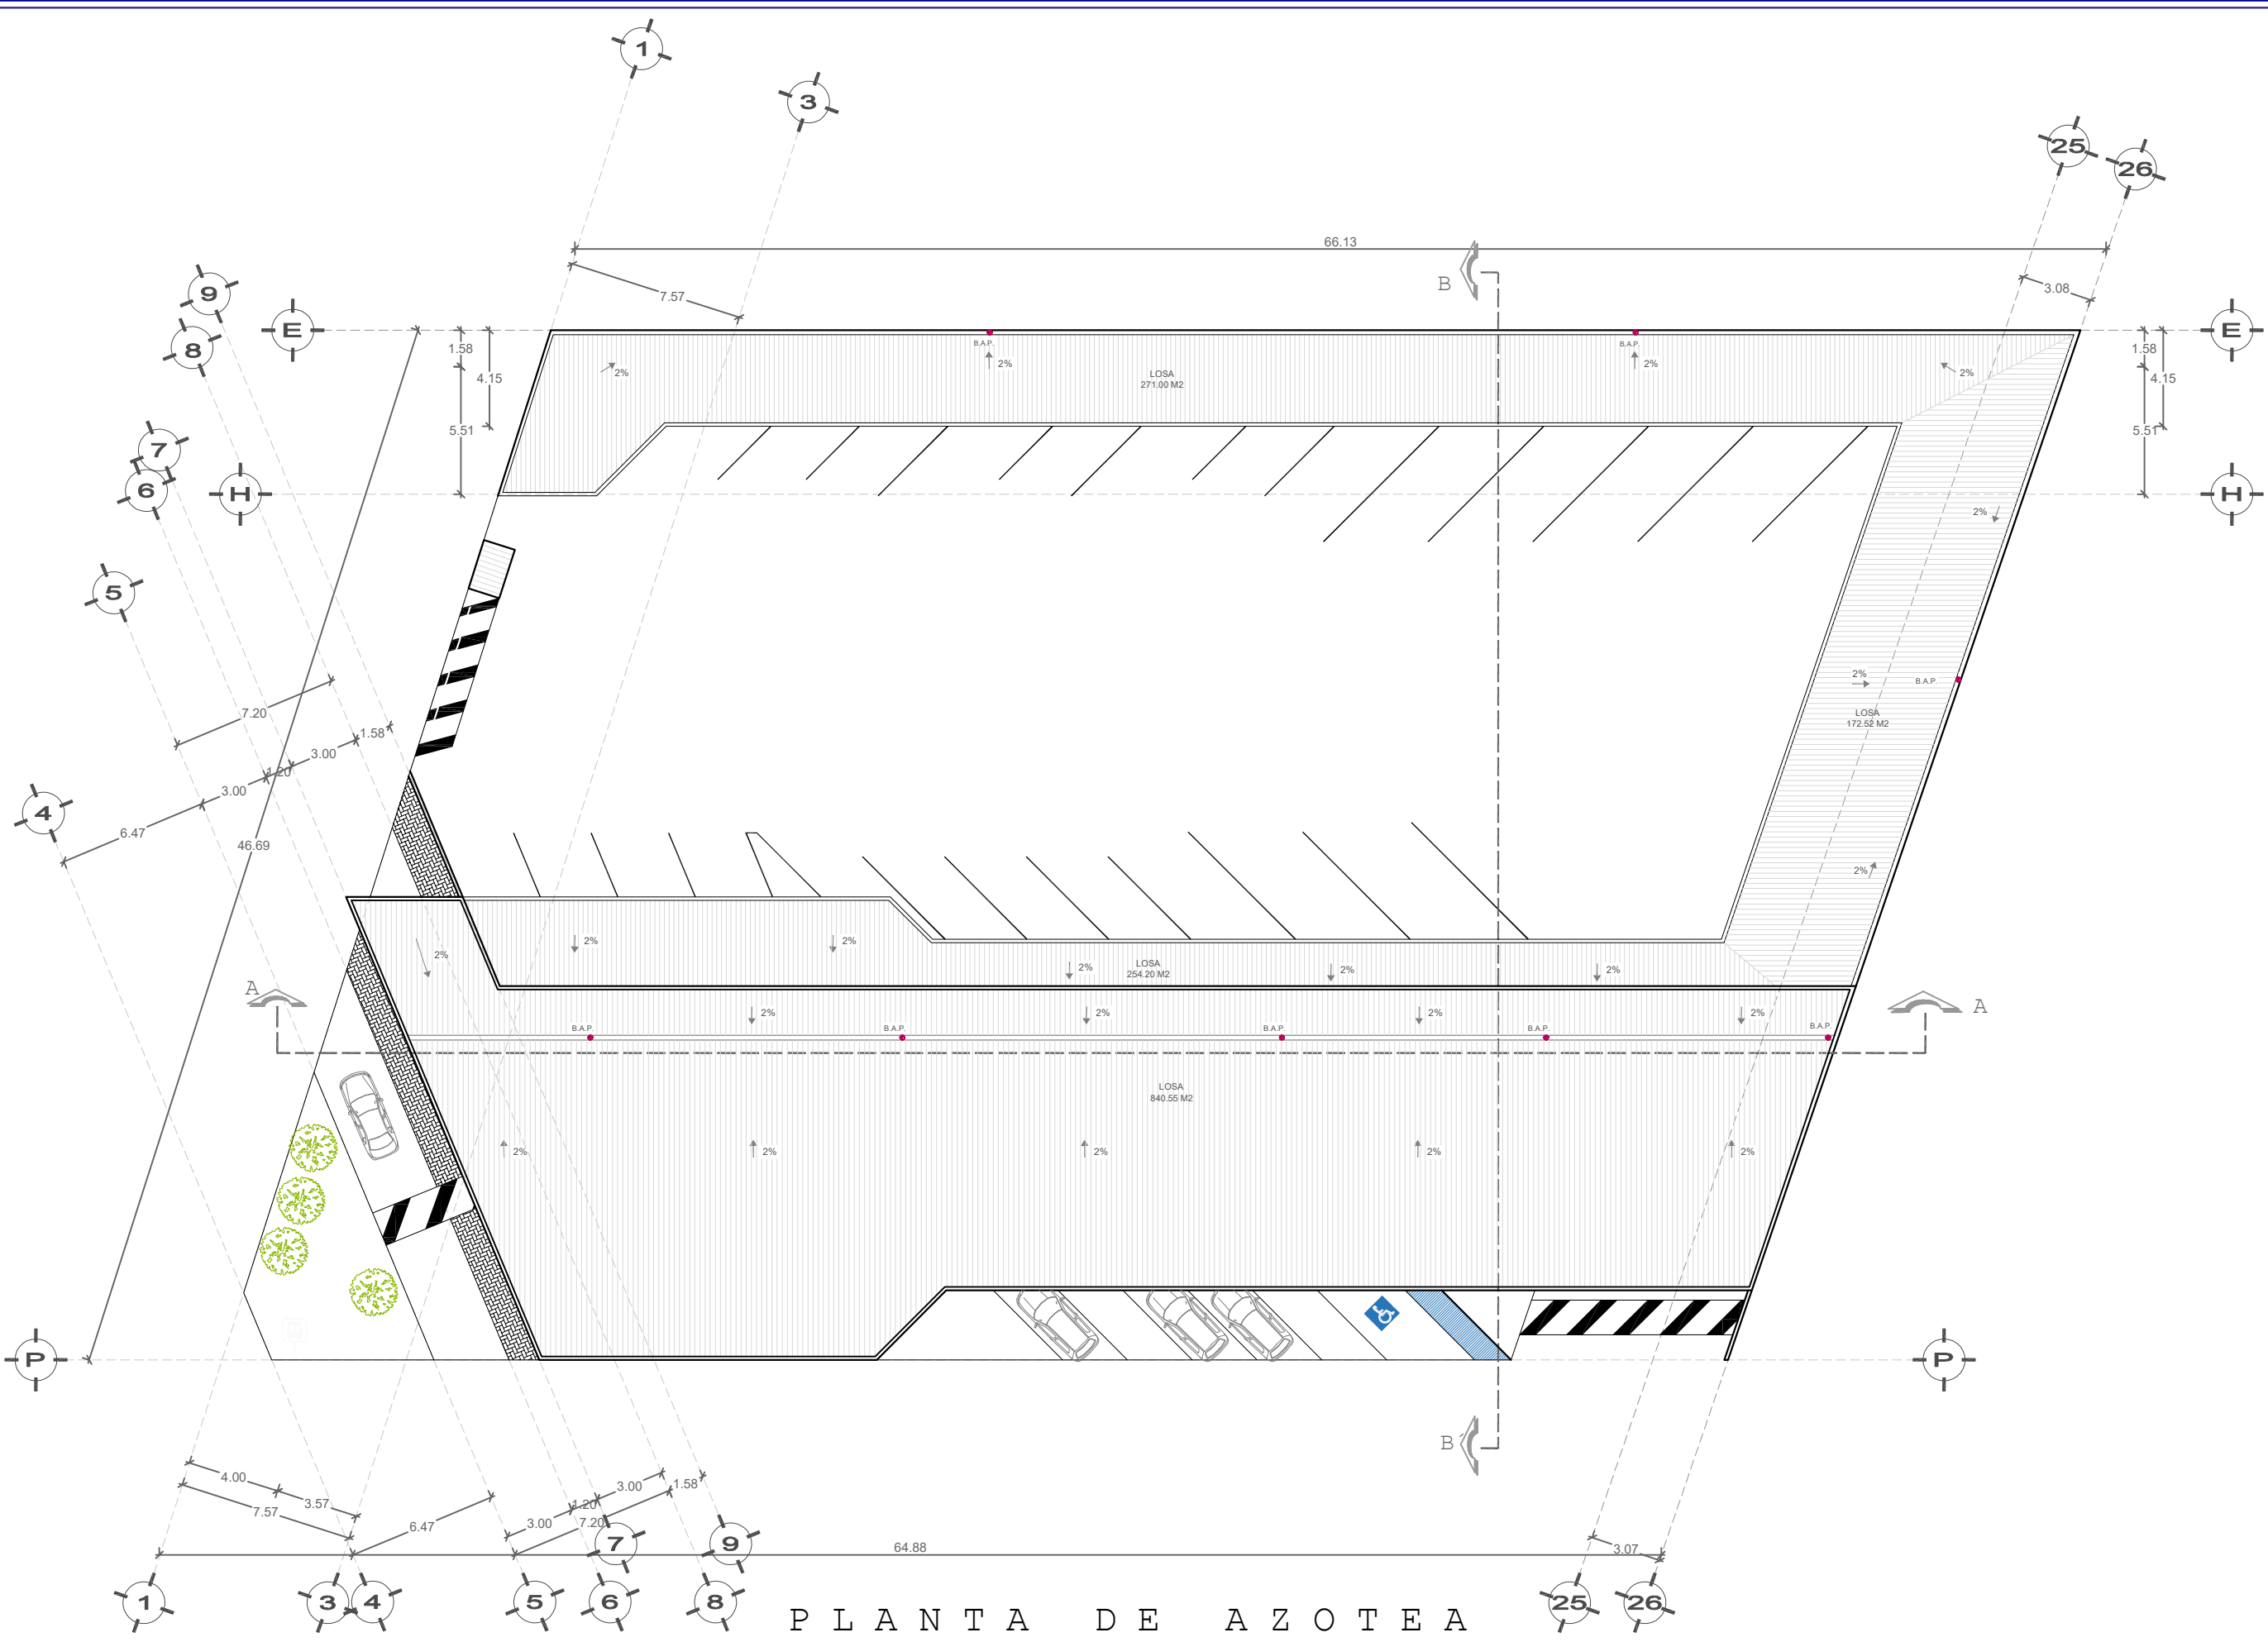 1
3
25
26
66.13
7.57
3.08
B
9
8
E
E
1.58
4.15
5.51
1.58
4.15
5.51
B.A.P.
2%
B.A.P.
2%
2%
LOSA
271.00 M2
2%
7
6
H
H
2%
5
2%
B.A.P.
LOSA
172.52 M2
7.20
1.58
3.00
1.20
3.00
6.47
4
46.69
2%
2%
2%
2%
LOSA
254.20 M2
2%
2%
2%
A
A
2%
2%
2%
2%
B.A.P.
B.A.P.
B.A.P.
B.A.P.
B.A.P.
LOSA
840.55 M2
2%
2%
2%
2%
2%
P
P
B´
4.00
3.57
7.57
6.47
3.00
1.20
3.00
1.58
7.20
7
9
64.88
3.07
1
3
4
5
6
8
25
26
PLANTA DE AZOTEA